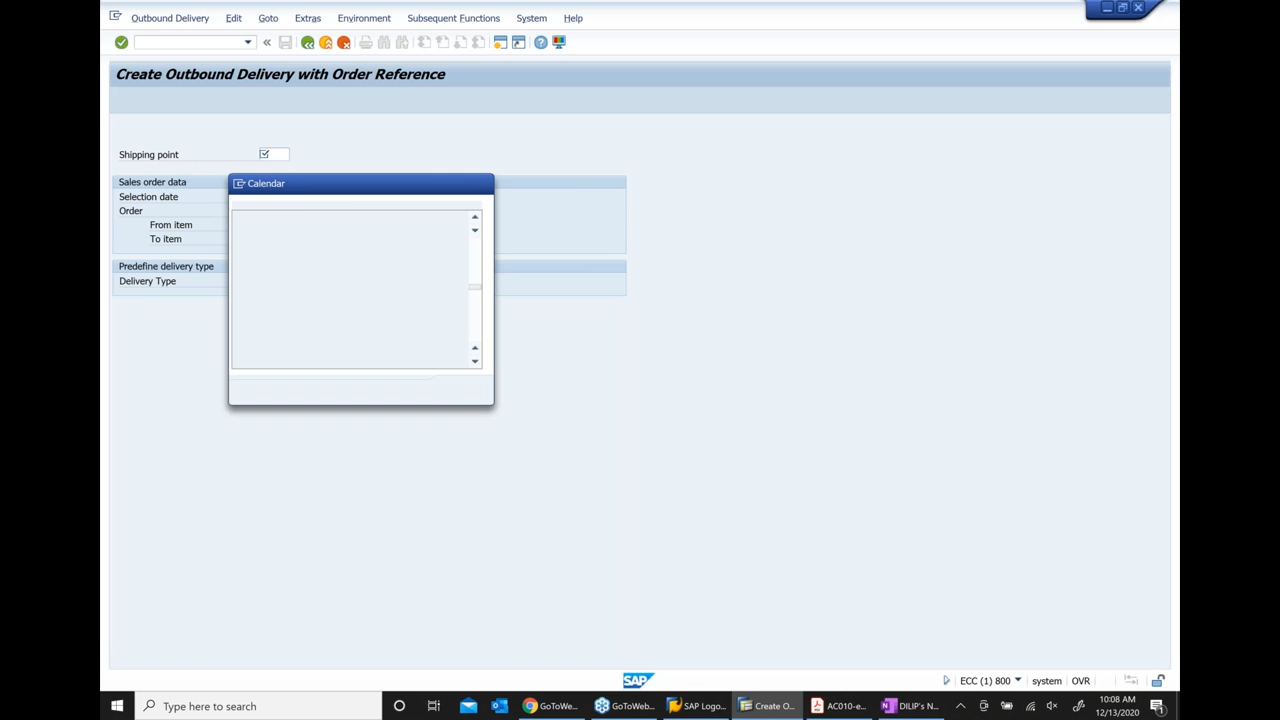 Outbound Delivery Edit Goto Extras Environment Subsequent Functions System Help
Create Outbound Delivery with Order Reference
Shipping point
Calendar
Sales order data
Selection date
Order
From item
To item
Predefine delivery type
Delivery Type
SAP
ECC (1) 800 system OVR
Type here to search
GoToWe...
GoToWeb...
SAP Logo...
Create O...
AC010-e...
DILIP's N...
10:08 AM
12/13/2020
1